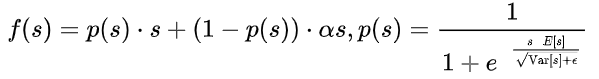 f(s) = p(s) · s + (1 − p(s)) · αs, p(s) = 1 / (1 + e^((s E[s]) / √(Var[s]+ϵ)))